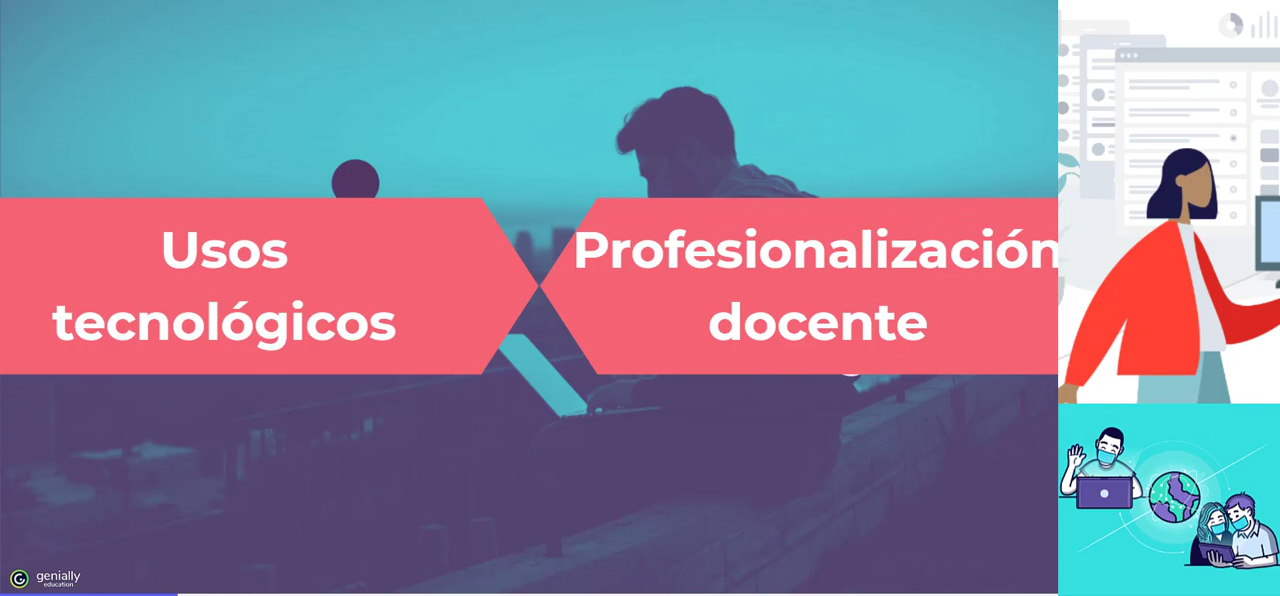 Usos
tecnológicos
Profesionalización
docente
genially
education